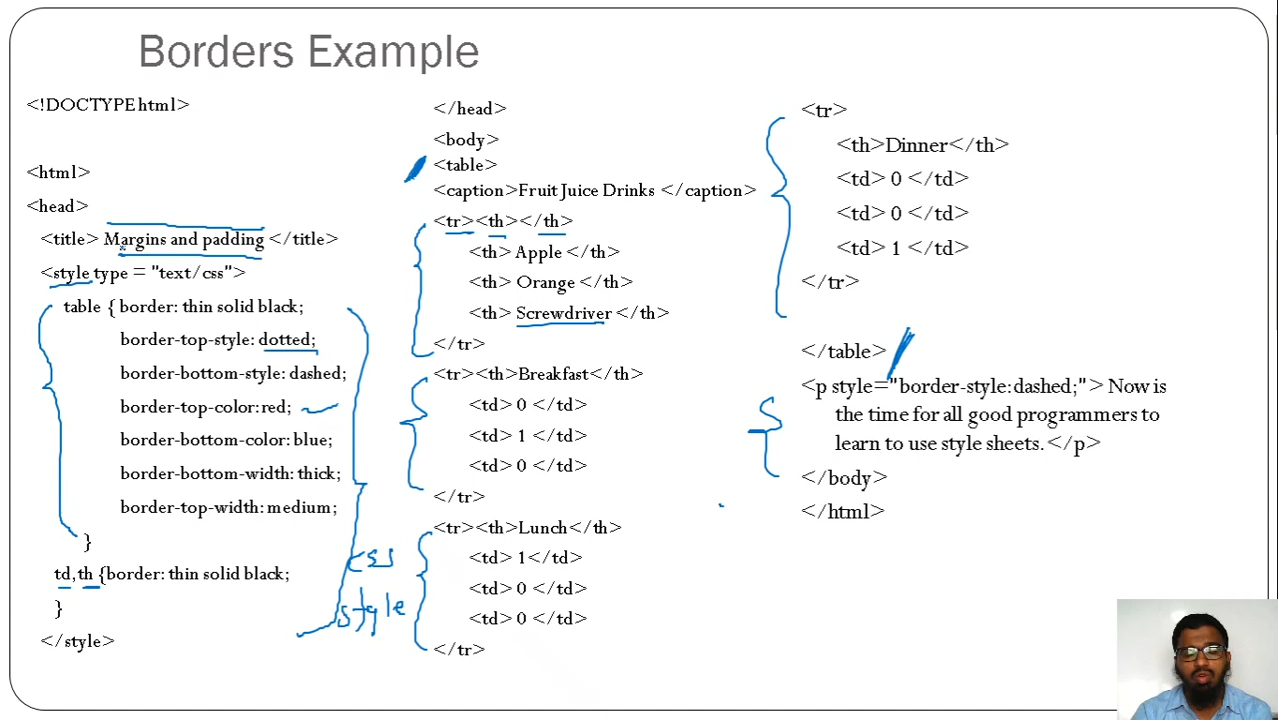 Borders Example
<!DOCTYPE html>
<html>
<head>
<title> Margins and padding </title>
<style type = "text/css">
table { border: thin solid black;
border-top-style: dotted;
border-bottom-style: dashed;
border-top-color: red;
border-bottom-color: blue;
border-bottom-width: thick;
border-top-width: medium;
}
td,th {border: thin solid black;
}
</style>
css
style
</head>
<body>
<table>
<caption>Fruit Juice Drinks </caption>
<tr><th></th>
<th> Apple </th>
<th> Orange </th>
<th> Screwdriver </th>
</tr>
<tr><th>Breakfast</th>
<td> 0 </td>
<td> 1 </td>
<td> 0 </td>
</tr>
<tr><th>Lunch</th>
<td> 1</td>
<td> 0 </td>
<td> 0 </td>
</tr>
<tr>
<th>Dinner</th>
<td> 0 </td>
<td> 0 </td>
<td> 1 </td>
</tr>
</table>
<p style="border-style:dashed;"> Now is
the time for all good programmers to
learn to use style sheets.</p>
</body>
</html>